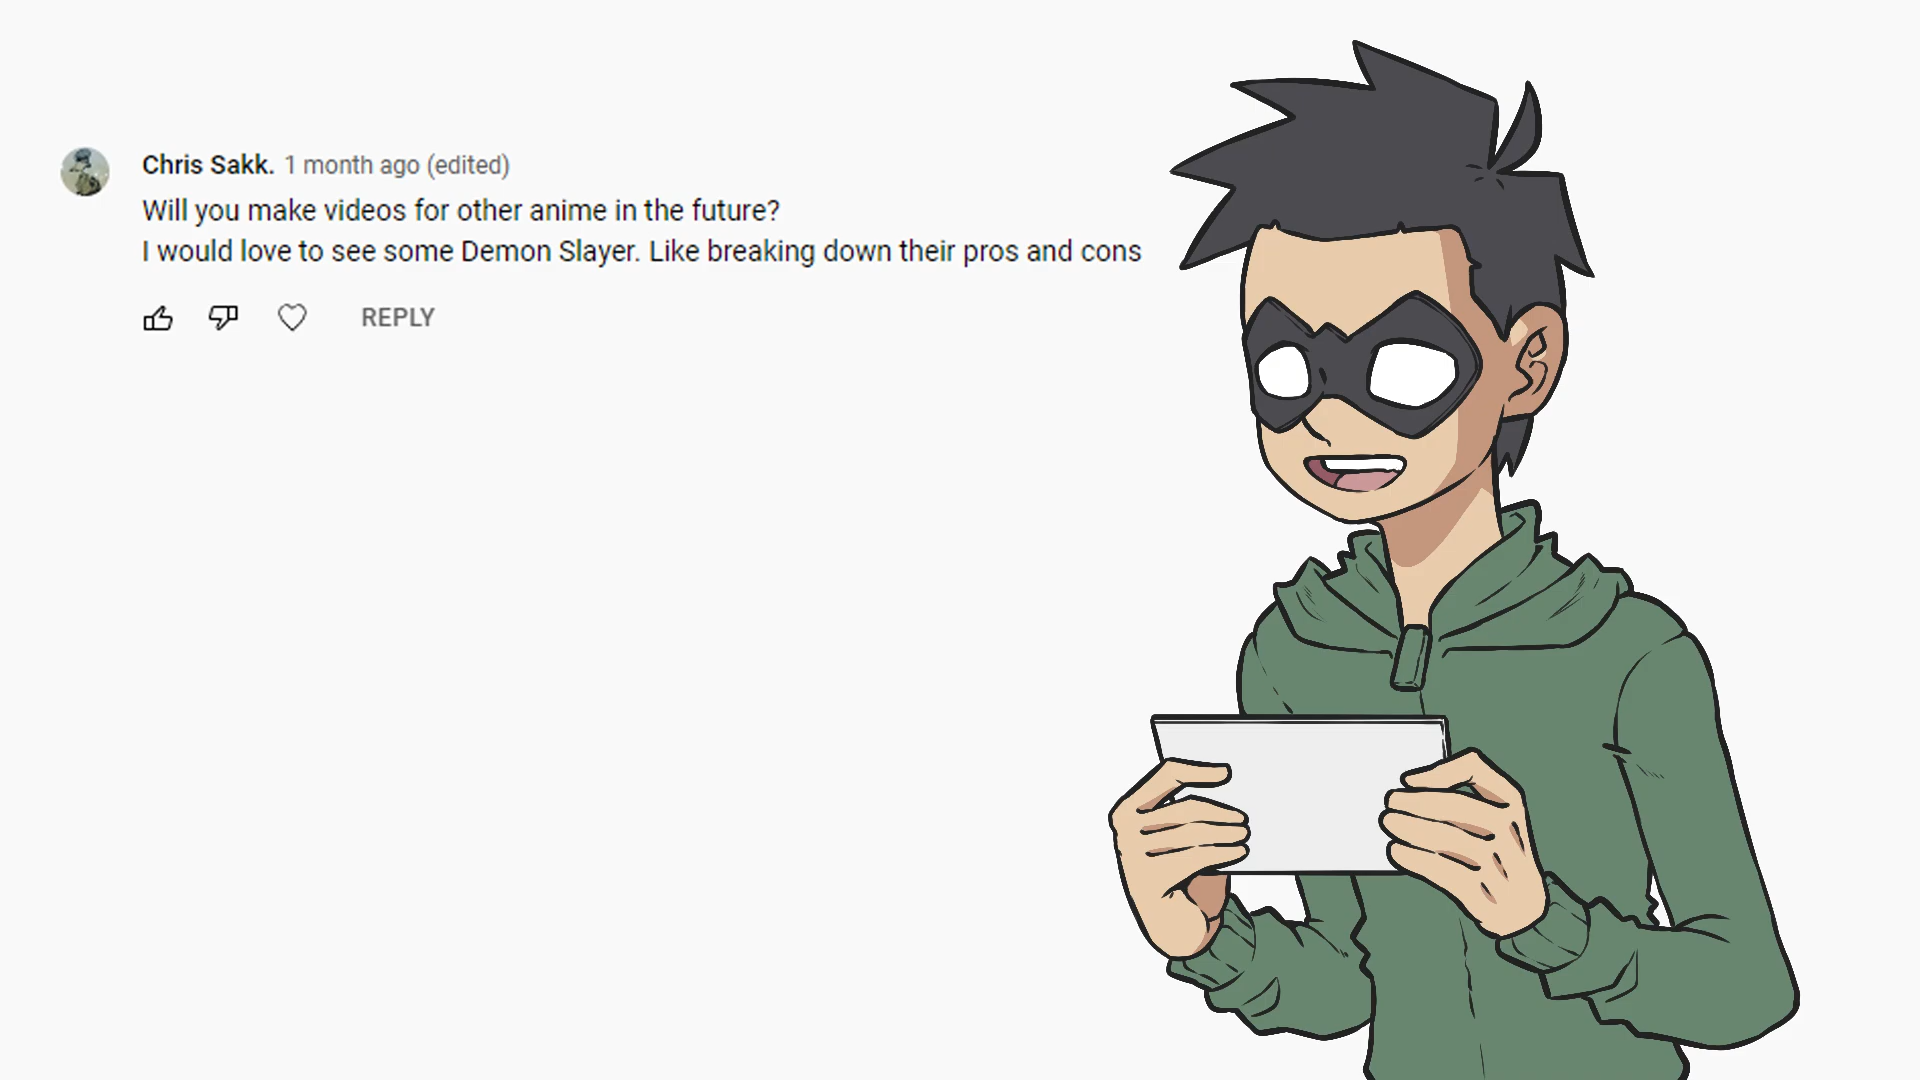 Chris Sakk. 1 month ago (edited)
Will you make videos for other anime in the future?
I would love to see some Demon Slayer. Like breaking down their pros and cons
REPLY